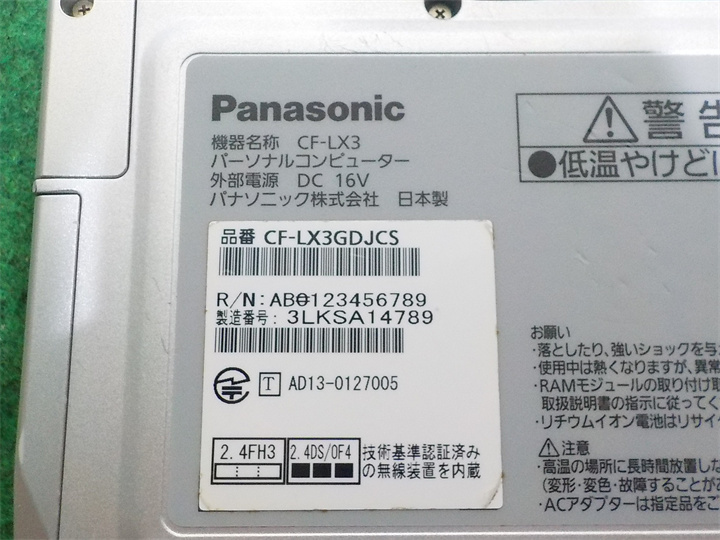 Panasonic
機器名称 CF-LX3
パーソナルコンピューター
外部電源 DC 16V
パナソニック株式会社 日本製
警告
●低温やけどに
品番 CF-LX3GDJCS
R/N: AB0123456789
製造番号: 3LKSA14789
T AD13-0127005
2.4FH3
2.4DS/OF4
技術基準認証済み
の無線装置を内蔵
お願い
・落としたり、強いショックを与
・使用中は熱くなりますが、異常
・RAMモジュールの取り付け
取扱説明書の指示に従ってく
・リチウムイオン電池はリサイ
注意
・高温の場所に長時間放置した
(変形・変色・故障することが
・ACアダプターは指定品をこ